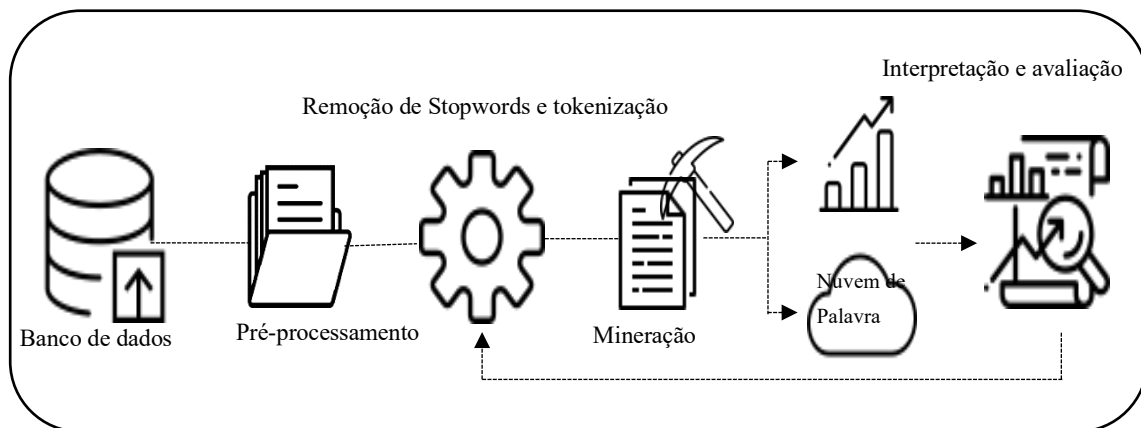 Interpretação e avaliação
Remoção de Stopwords e tokenização
Nuvem de
Palavra
Banco de dados
Pré-processamento
Mineração